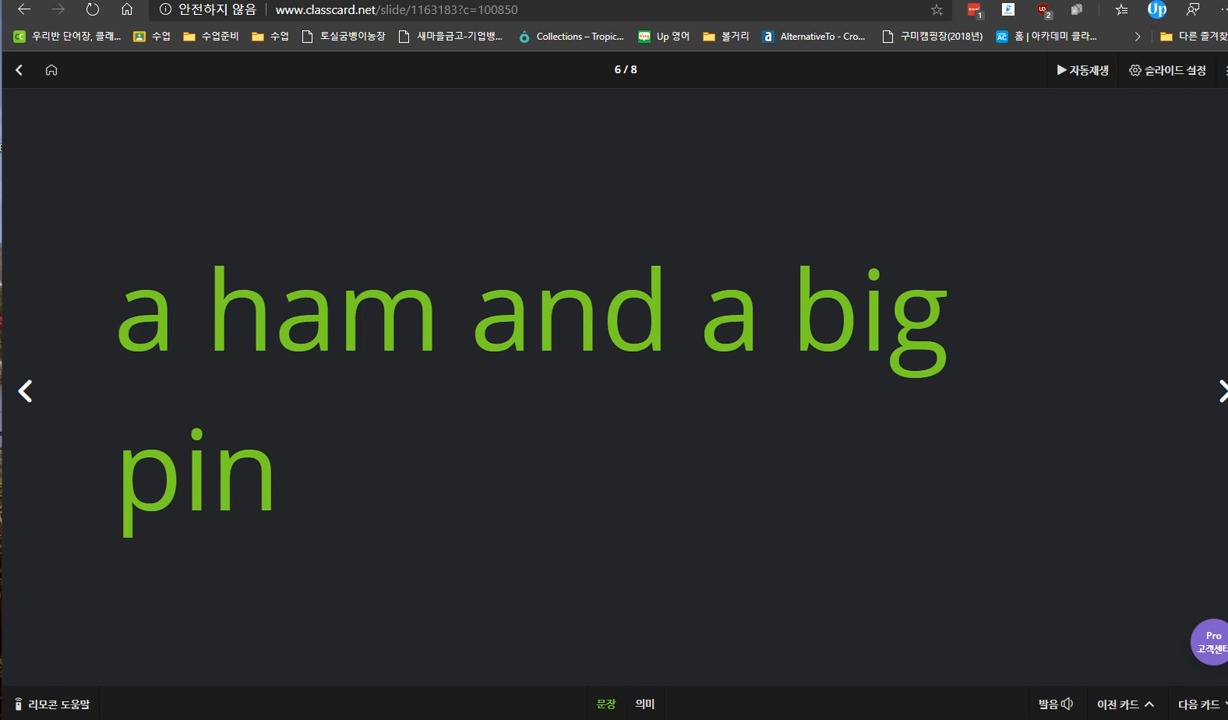 안전하지 않음 www.classcard.net/slide/1163183?c=100850
우리반 단어장, 클래... 수업 수업준비 수업 토실굼벵이농장 새마을금고-기업뱅... Collections – Tropic... Up 영어 볼거리 AlternativeTo - Cro... 구미캠핑장(2018년) 홈 | 아카데미 클라... 다른 즐겨찾
6 / 8 자동재생 슬라이드 설정
a ham and a big
pin
Pro
고객센터
리모콘 도움말 문장 의미 발음 이전 카드 다음 카드